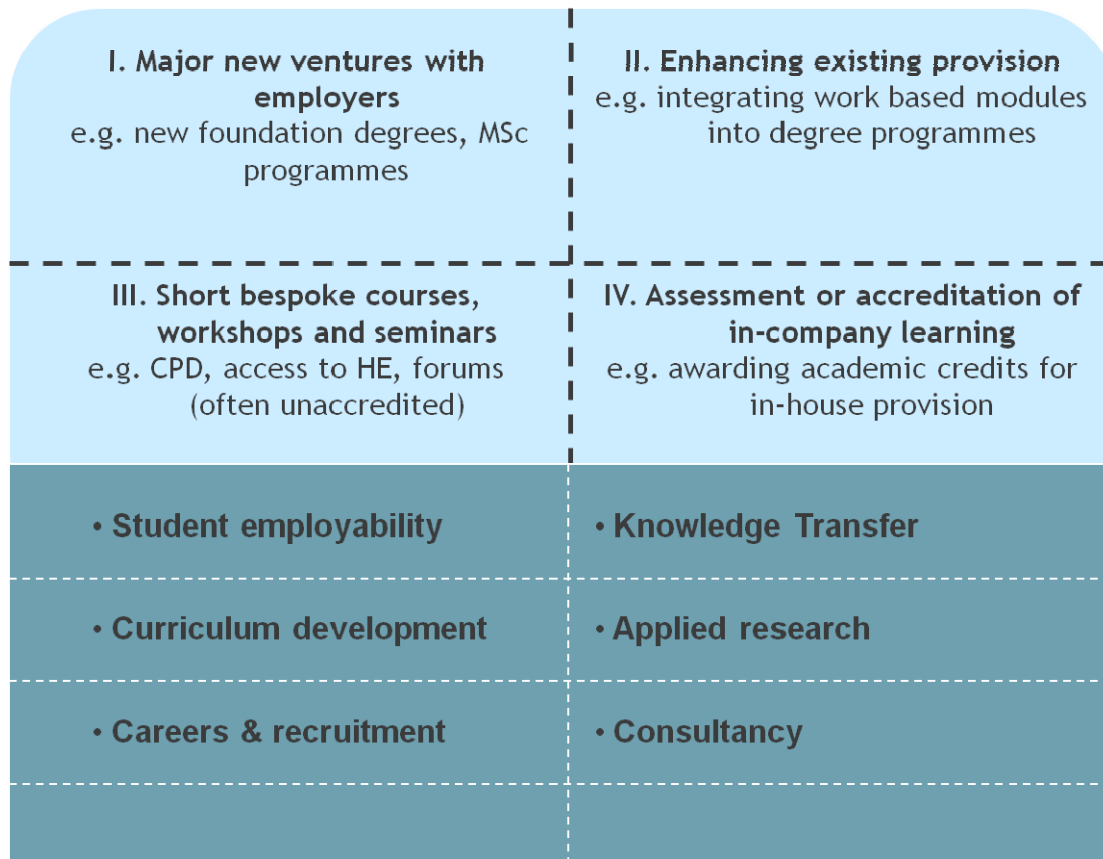 I. Major new ventures with
employers
e.g. new foundation degrees, MSc
programmes
II. Enhancing existing provision
e.g. integrating work based modules
into degree programmes
III. Short bespoke courses,
workshops and seminars
e.g. CPD, access to HE, forums
(often unaccredited)
IV. Assessment or accreditation of
in-company learning
e.g. awarding academic credits for
in-house provision
• Student employability
• Knowledge Transfer
• Curriculum development
• Applied research
• Careers & recruitment
• Consultancy